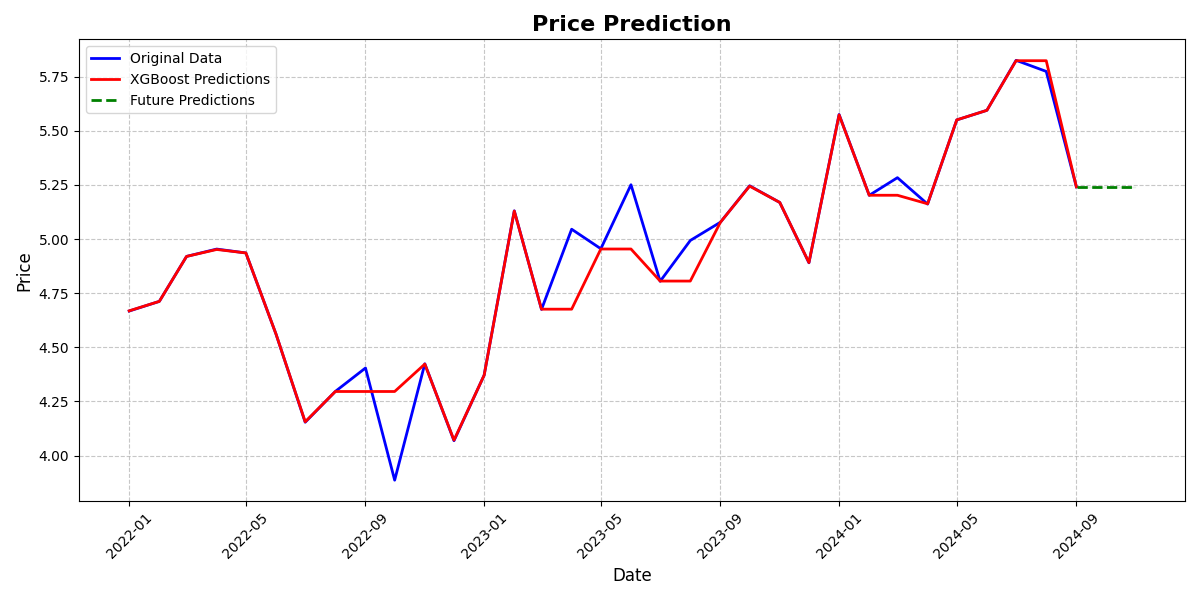 Price Prediction
Original Data
XGBoost Predictions
Future Predictions
Price
5.75
5.50
5.25
5.00
4.75
4.50
4.25
4.00
2022-01
2022-05
2022-09
2023-01
2023-05
2023-09
2024-01
2024-05
2024-09
Date